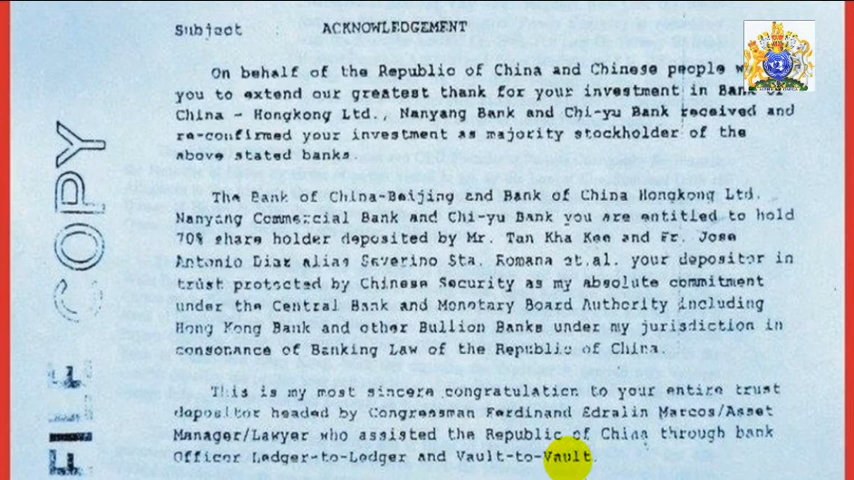 Subject ACKNOWLEDGEMENT
On behalf of the Republic of China and Chinese people
you to extend our greatest thank for your investment in Bank of
China - Hongkong Ltd., Nanyang Bank and Chi-yu Bank received and
re-confirmed your investment as majority stockholder of the
above stated banks
The Bank of China-Beijing and Bank of China Hongkong Ltd.
Nanyang Commercial Bank and Chi-yu Bank you are entitled to hold
70% share holder deposited by Mr. Tan Kha Kee and Fr. Jose
Antonio Diaz alias Severino Sta. Romana et.al. your depositor in
trust protected by Chinese Security as my absolute commitment
under the Central Bank and Monetary Board Authority including
Hong Kong Bank and other Bullion Banks under my jurisdiction in
consonance of Banking Law of the Republic of China.
This is my most sincere congratulation to your entire trust
depositor headed by Congressman Ferdinand Edralin Marcos/Asset
Manager/Lawyer who assisted the Republic of China through bank
Officer Ledger-to-Ledger and Vault-to-Vault.
FILE COPY